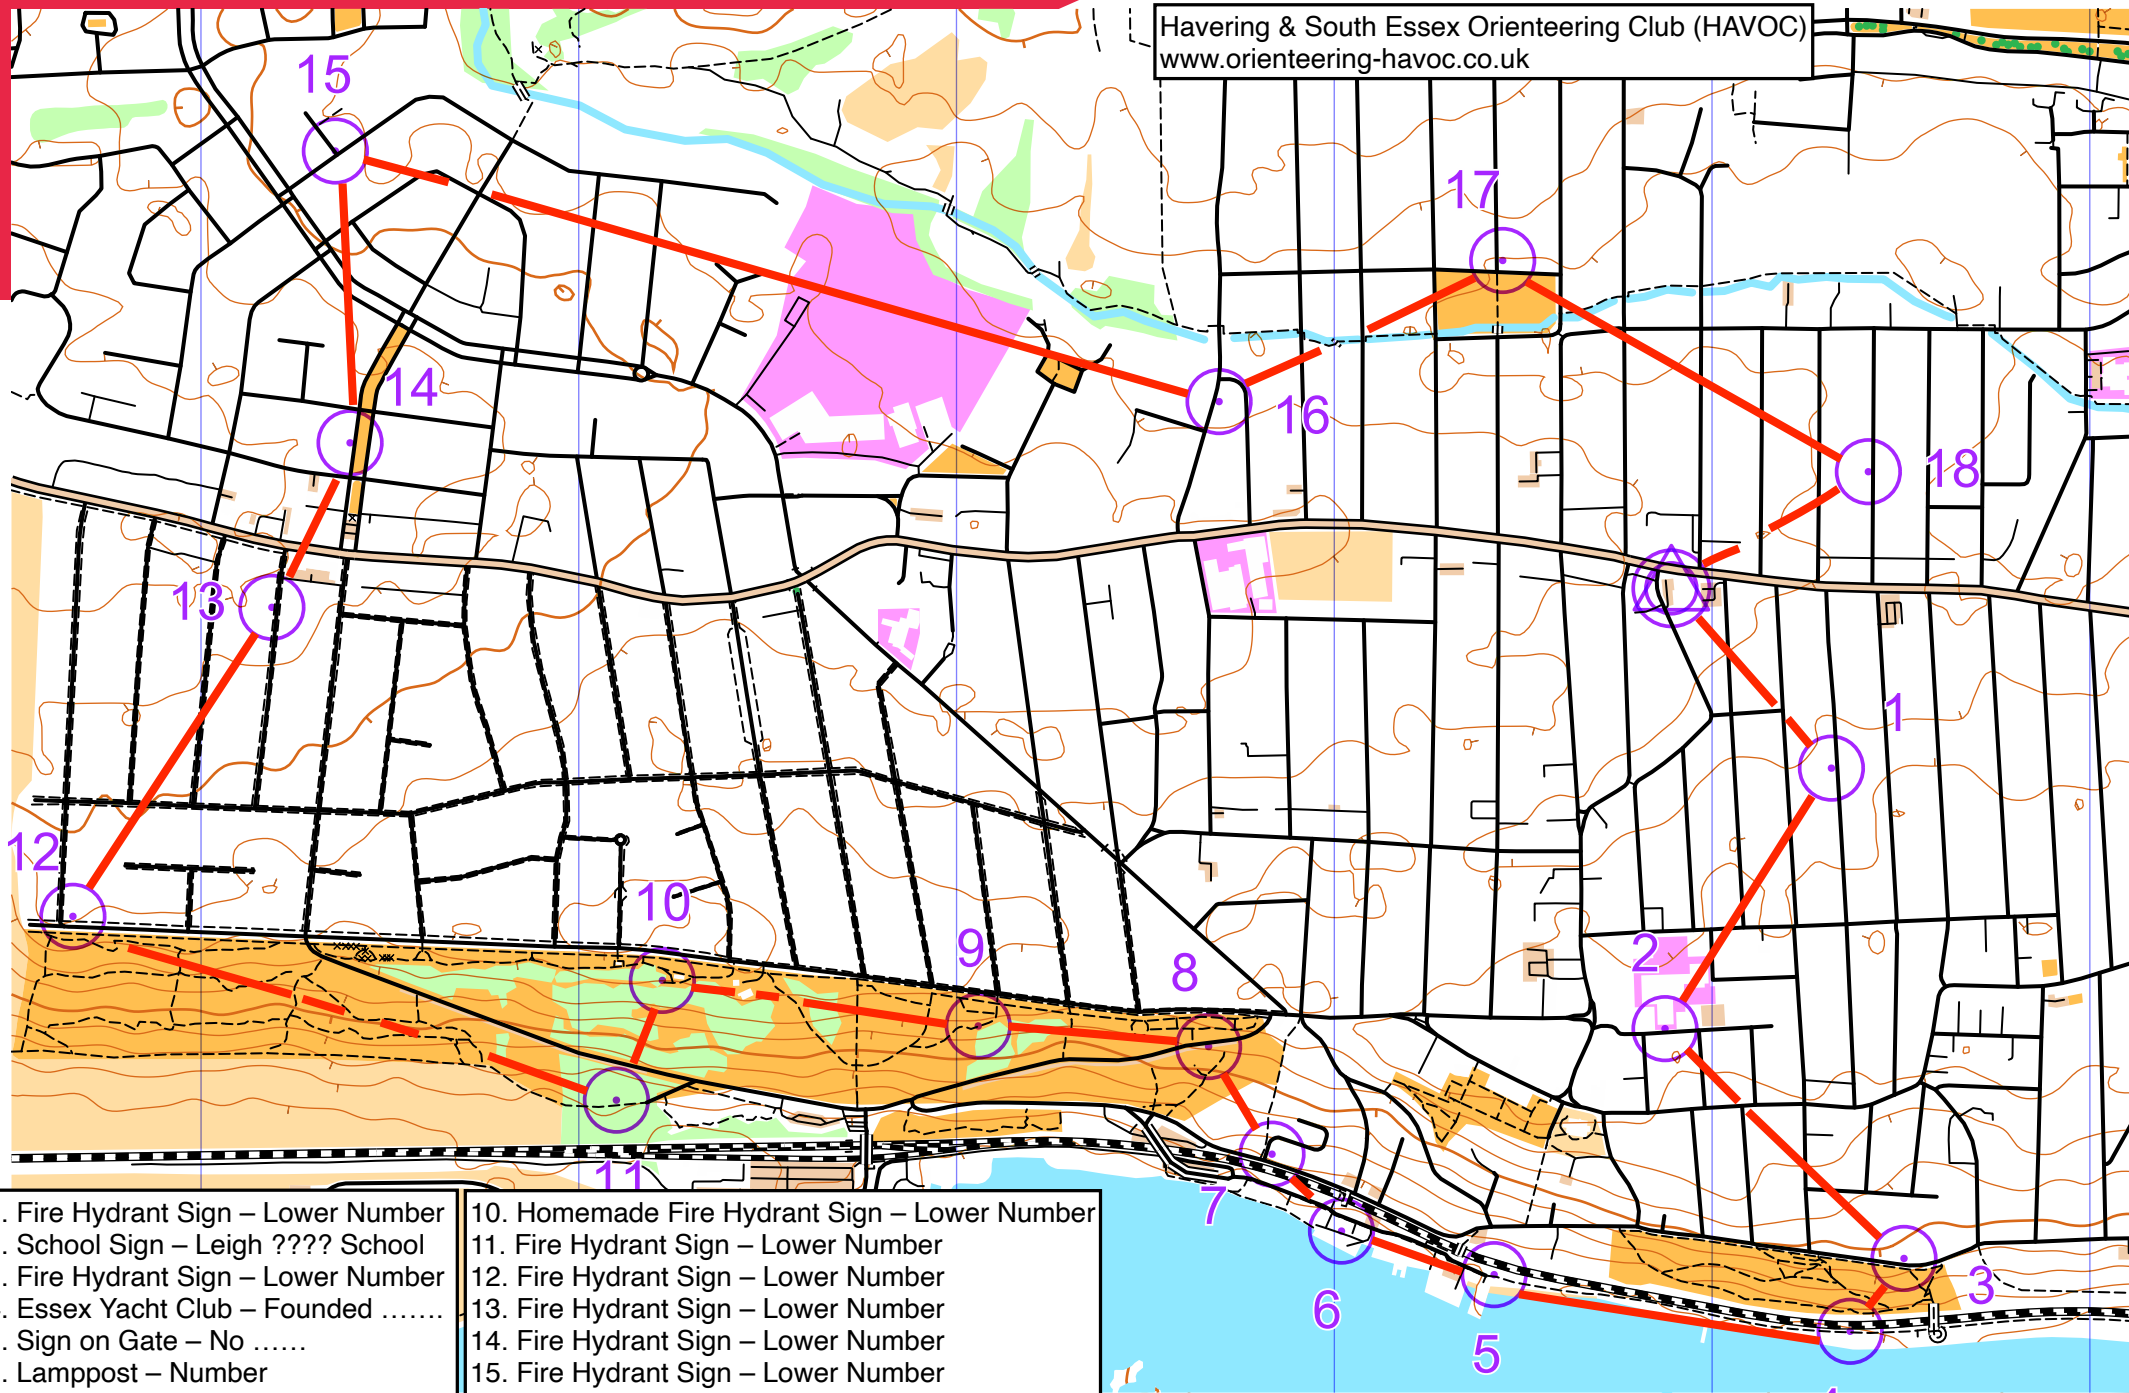 Havering & South Essex Orienteering Club (HAVOC)
www.orienteering-havoc.co.uk
15
17
14
16
18
13
1
12
10
9
8
2
11
7
6
3
5
. Fire Hydrant Sign – Lower Number
. School Sign – Leigh ???? School
. Fire Hydrant Sign – Lower Number
. Essex Yacht Club – Founded .......
. Sign on Gate – No ......
. Lamppost – Number
10. Homemade Fire Hydrant Sign – Lower Number
11. Fire Hydrant Sign – Lower Number
12. Fire Hydrant Sign – Lower Number
13. Fire Hydrant Sign – Lower Number
14. Fire Hydrant Sign – Lower Number
15. Fire Hydrant Sign – Lower Number